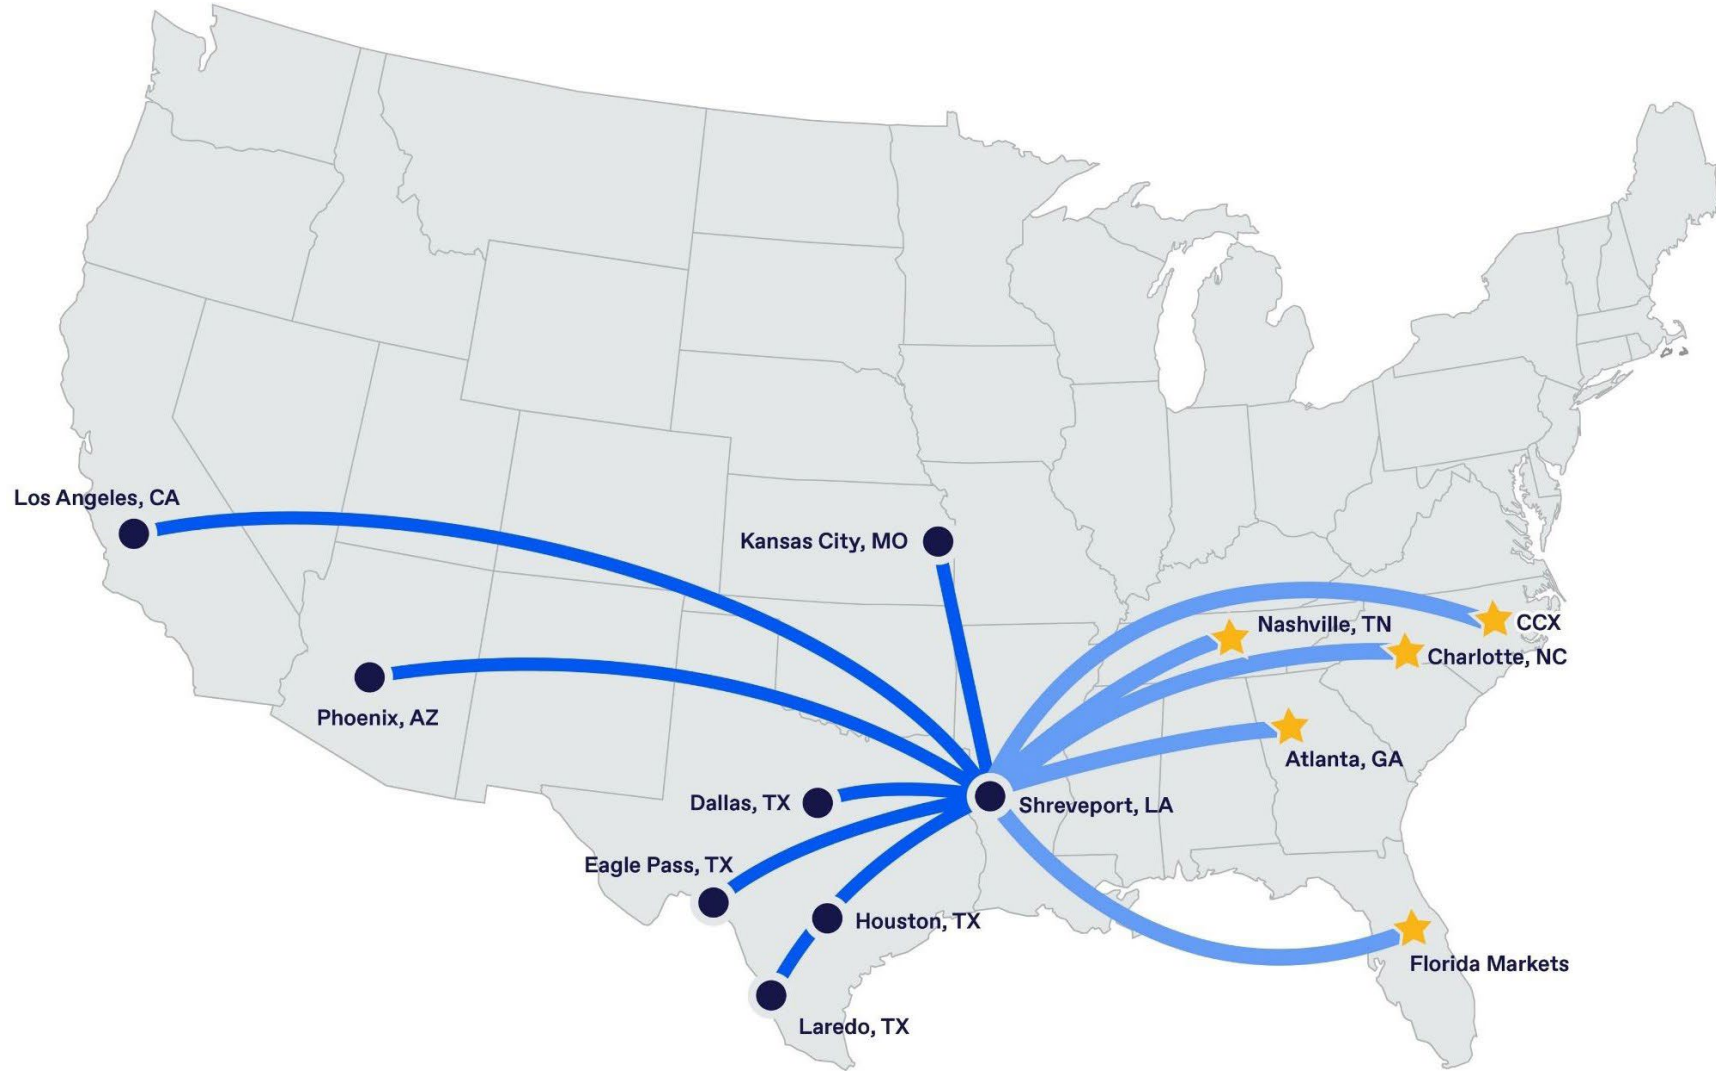 Los Angeles, CA
Kansas City, MO
Nashville, TN
CCX
Charlotte, NC
Phoenix, AZ
Atlanta, GA
Dallas, TX
Shreveport, LA
Eagle Pass, TX
Houston, TX
Florida Markets
Laredo, TX